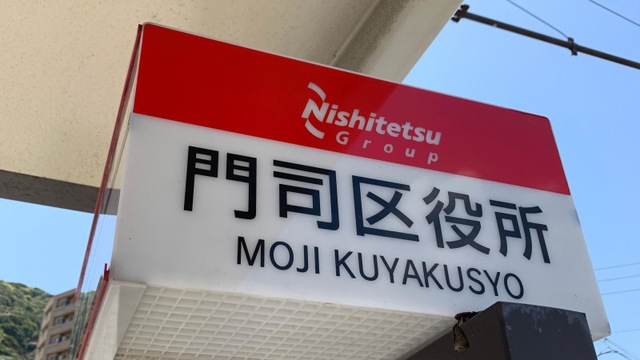 Nishitetsu
Group
門司区役所
MOJI KUYAKUSYO